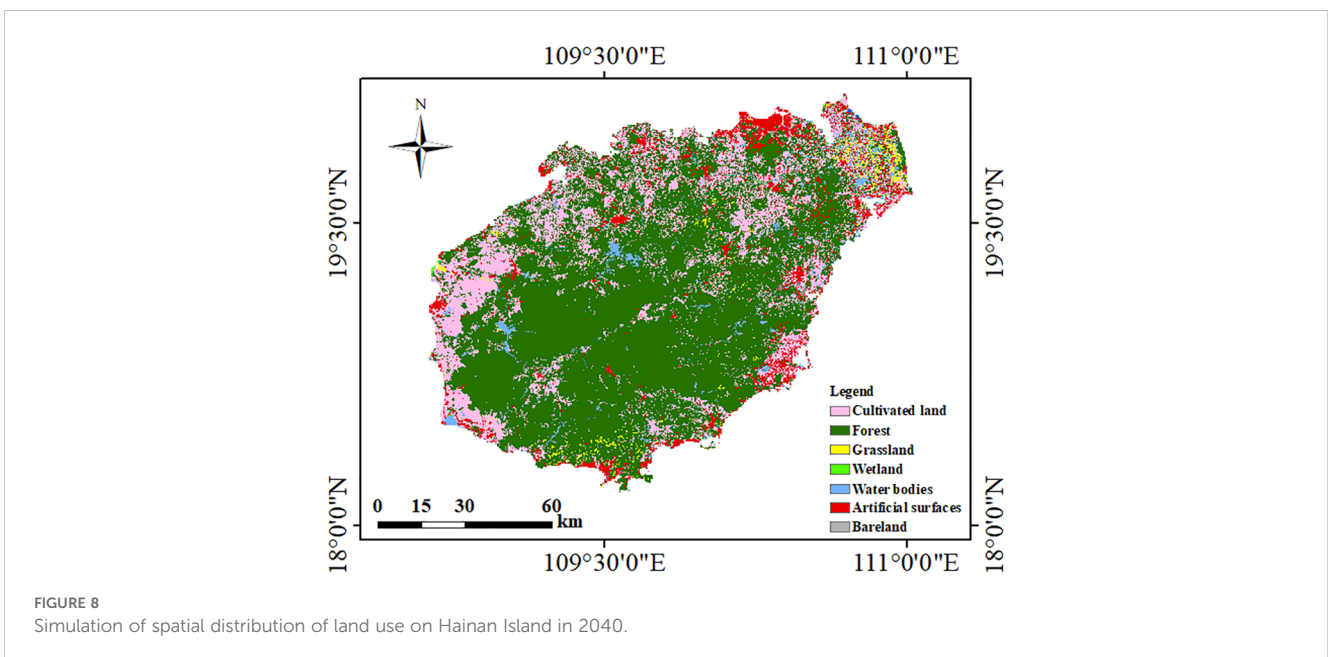 109°30'0"E 111°0'0"E
N
19°30'0"N 19°30'0"N
Legend
Cultivated land
Forest
Grassland
Wetland
Water bodies
Artificial surfaces
Bareland
0 15 30 60
km
18°0'0"N 18°0'0"N
109°30'0"E 111°0'0"E
FIGURE 8
Simulation of spatial distribution of land use on Hainan Island in 2040.